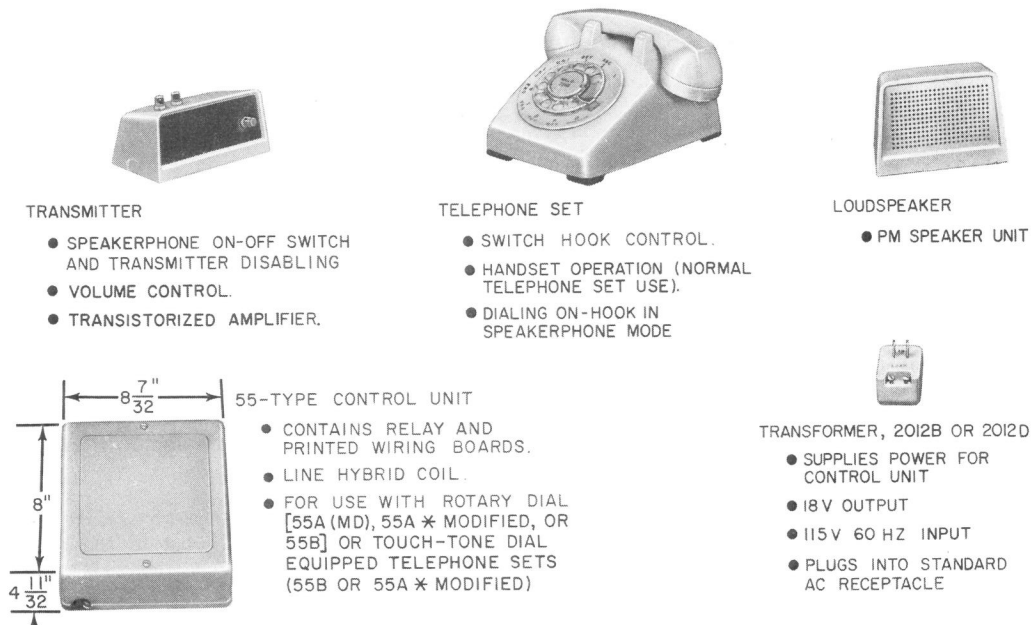 TRANSMITTER
● SPEAKERPHONE ON-OFF SWITCH
AND TRANSMITTER DISABLING
● VOLUME CONTROL.
● TRANSISTORIZED AMPLIFIER.
TELEPHONE SET
● SWITCH HOOK CONTROL.
● HANDSET OPERATION (NORMAL
TELEPHONE SET USE).
● DIALING ON-HOOK IN
SPEAKERPHONE MODE
LOUDSPEAKER
● PM SPEAKER UNIT
8 7/32"
8"
4 11/32"
55-TYPE CONTROL UNIT
● CONTAINS RELAY AND
PRINTED WIRING BOARDS.
● LINE HYBRID COIL.
● FOR USE WITH ROTARY DIAL
[55A (MD), 55A * MODIFIED, OR
55B] OR TOUCH-TONE DIAL
EQUIPPED TELEPHONE SETS
(55B OR 55A * MODIFIED)
TRANSFORMER, 2012B OR 2012D
● SUPPLIES POWER FOR
CONTROL UNIT
● 18V OUTPUT
● 115V 60 HZ INPUT
● PLUGS INTO STANDARD
AC RECEPTACLE